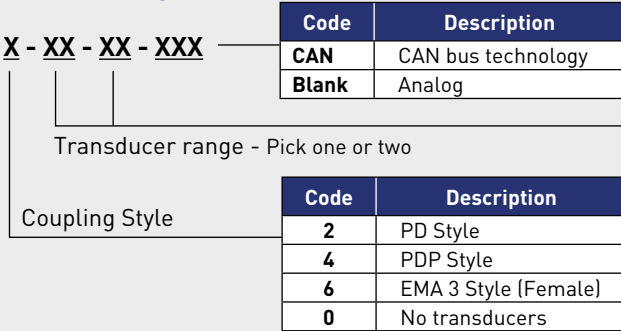 Code Description
X - XX - XX - XXX
CAN CAN bus technology
Blank Analog
Transducer range - Pick one or two
Code Description
Coupling Style
2 PD Style
4 PDP Style
6 EMA 3 Style (Female)
0 No transducers